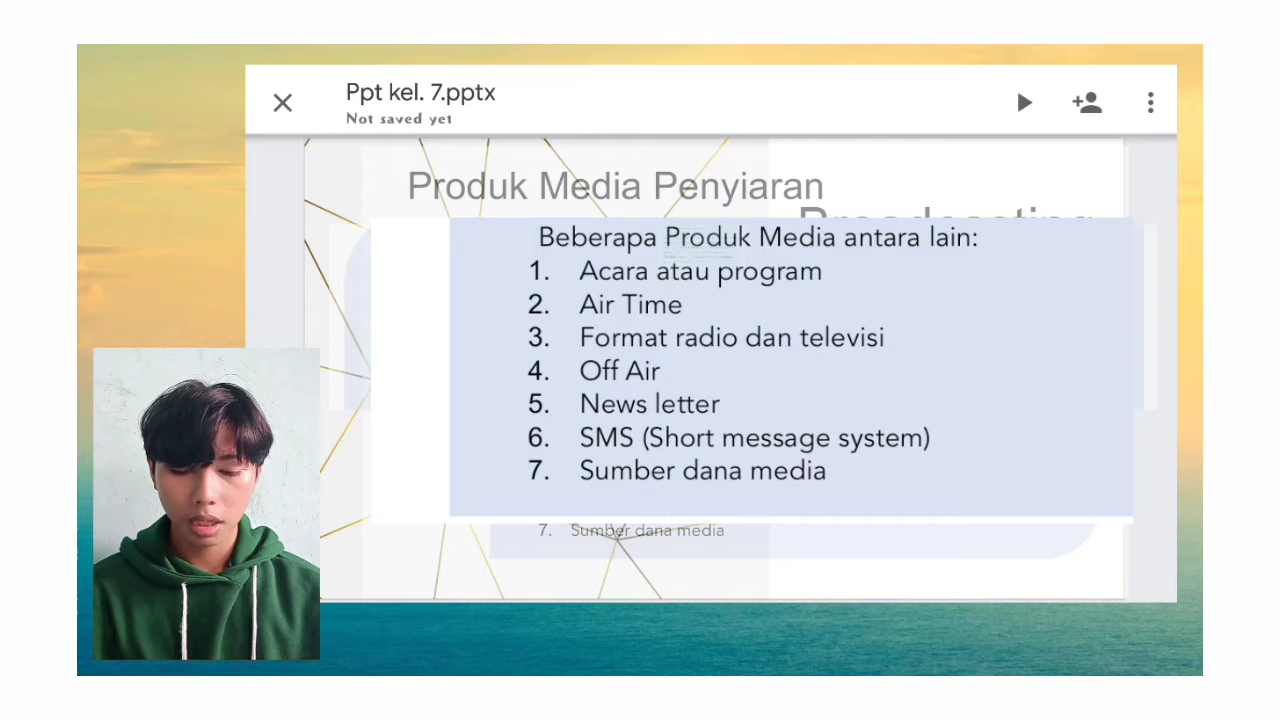 Ppt kel. 7.pptx
Not saved yet
Produk Media Penyiaran
Broadcasting
Beberapa Produk Media antara lain:
1. Acara atau program
2. Air Time
3. Format radio dan televisi
4. Off Air
5. News letter
6. SMS (Short message system)
7. Sumber dana media
7. Sumber dana media